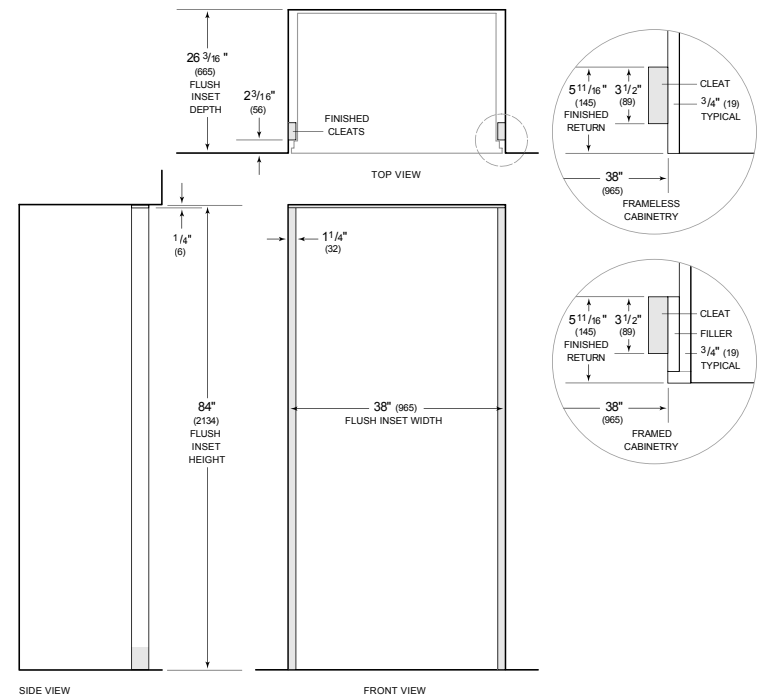 26 3/16 "
(665)
FLUSH
INSET
DEPTH
2 3/16"
(56)
FINISHED
CLEATS
TOP VIEW
5 11/16 "
(145)
FINISHED
RETURN
3 1/2"
(89)
CLEAT
3/4" (19)
TYPICAL
38"
(965)
FRAMELESS
CABINETRY
1/4"
(6)
1 1/4"
(32)
84"
(2134)
FLUSH
INSET
HEIGHT
38" (965)
FLUSH INSET WIDTH
5 11/16 "
(145)
FINISHED
RETURN
3 1/2"
(89)
CLEAT
FILLER
3/4" (19)
TYPICAL
38"
(965)
FRAMED
CABINETRY
SIDE VIEW
FRONT VIEW